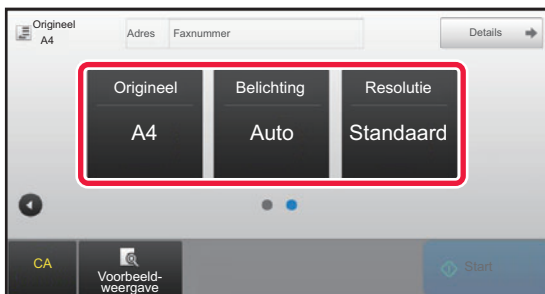 Origineel
A4
Adres
Faxnummer
Details
Origineel
Belichting
Resolutie
A4
Auto
Standaard
CA
Voorbeeld-
weergave
Start